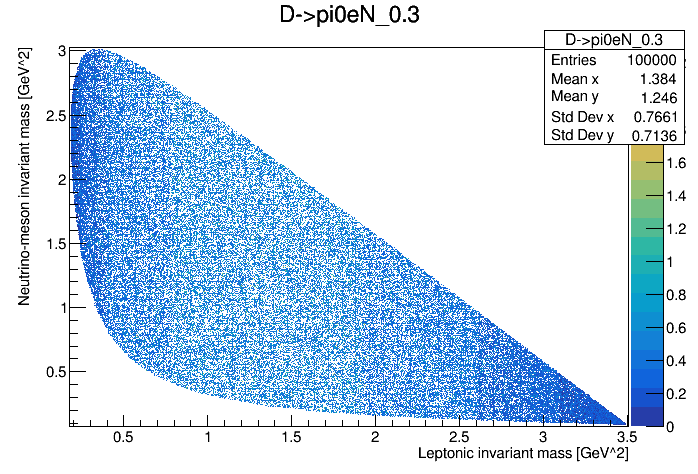 D->pi0eN_0.3
D->pi0eN_0.3
Entries 100000
Mean x 1.384
Mean y 1.246
Std Dev x 0.7661
Std Dev y 0.7136
Neutrino-meson invariant mass [GeV^2]
3
2.5
2
1.5
1
0.5
0.5 1 1.5 2 2.5 3 3.5
Leptonic invariant mass [GeV^2]
1.6
1.4
1.2
1
0.8
0.6
0.4
0.2
0